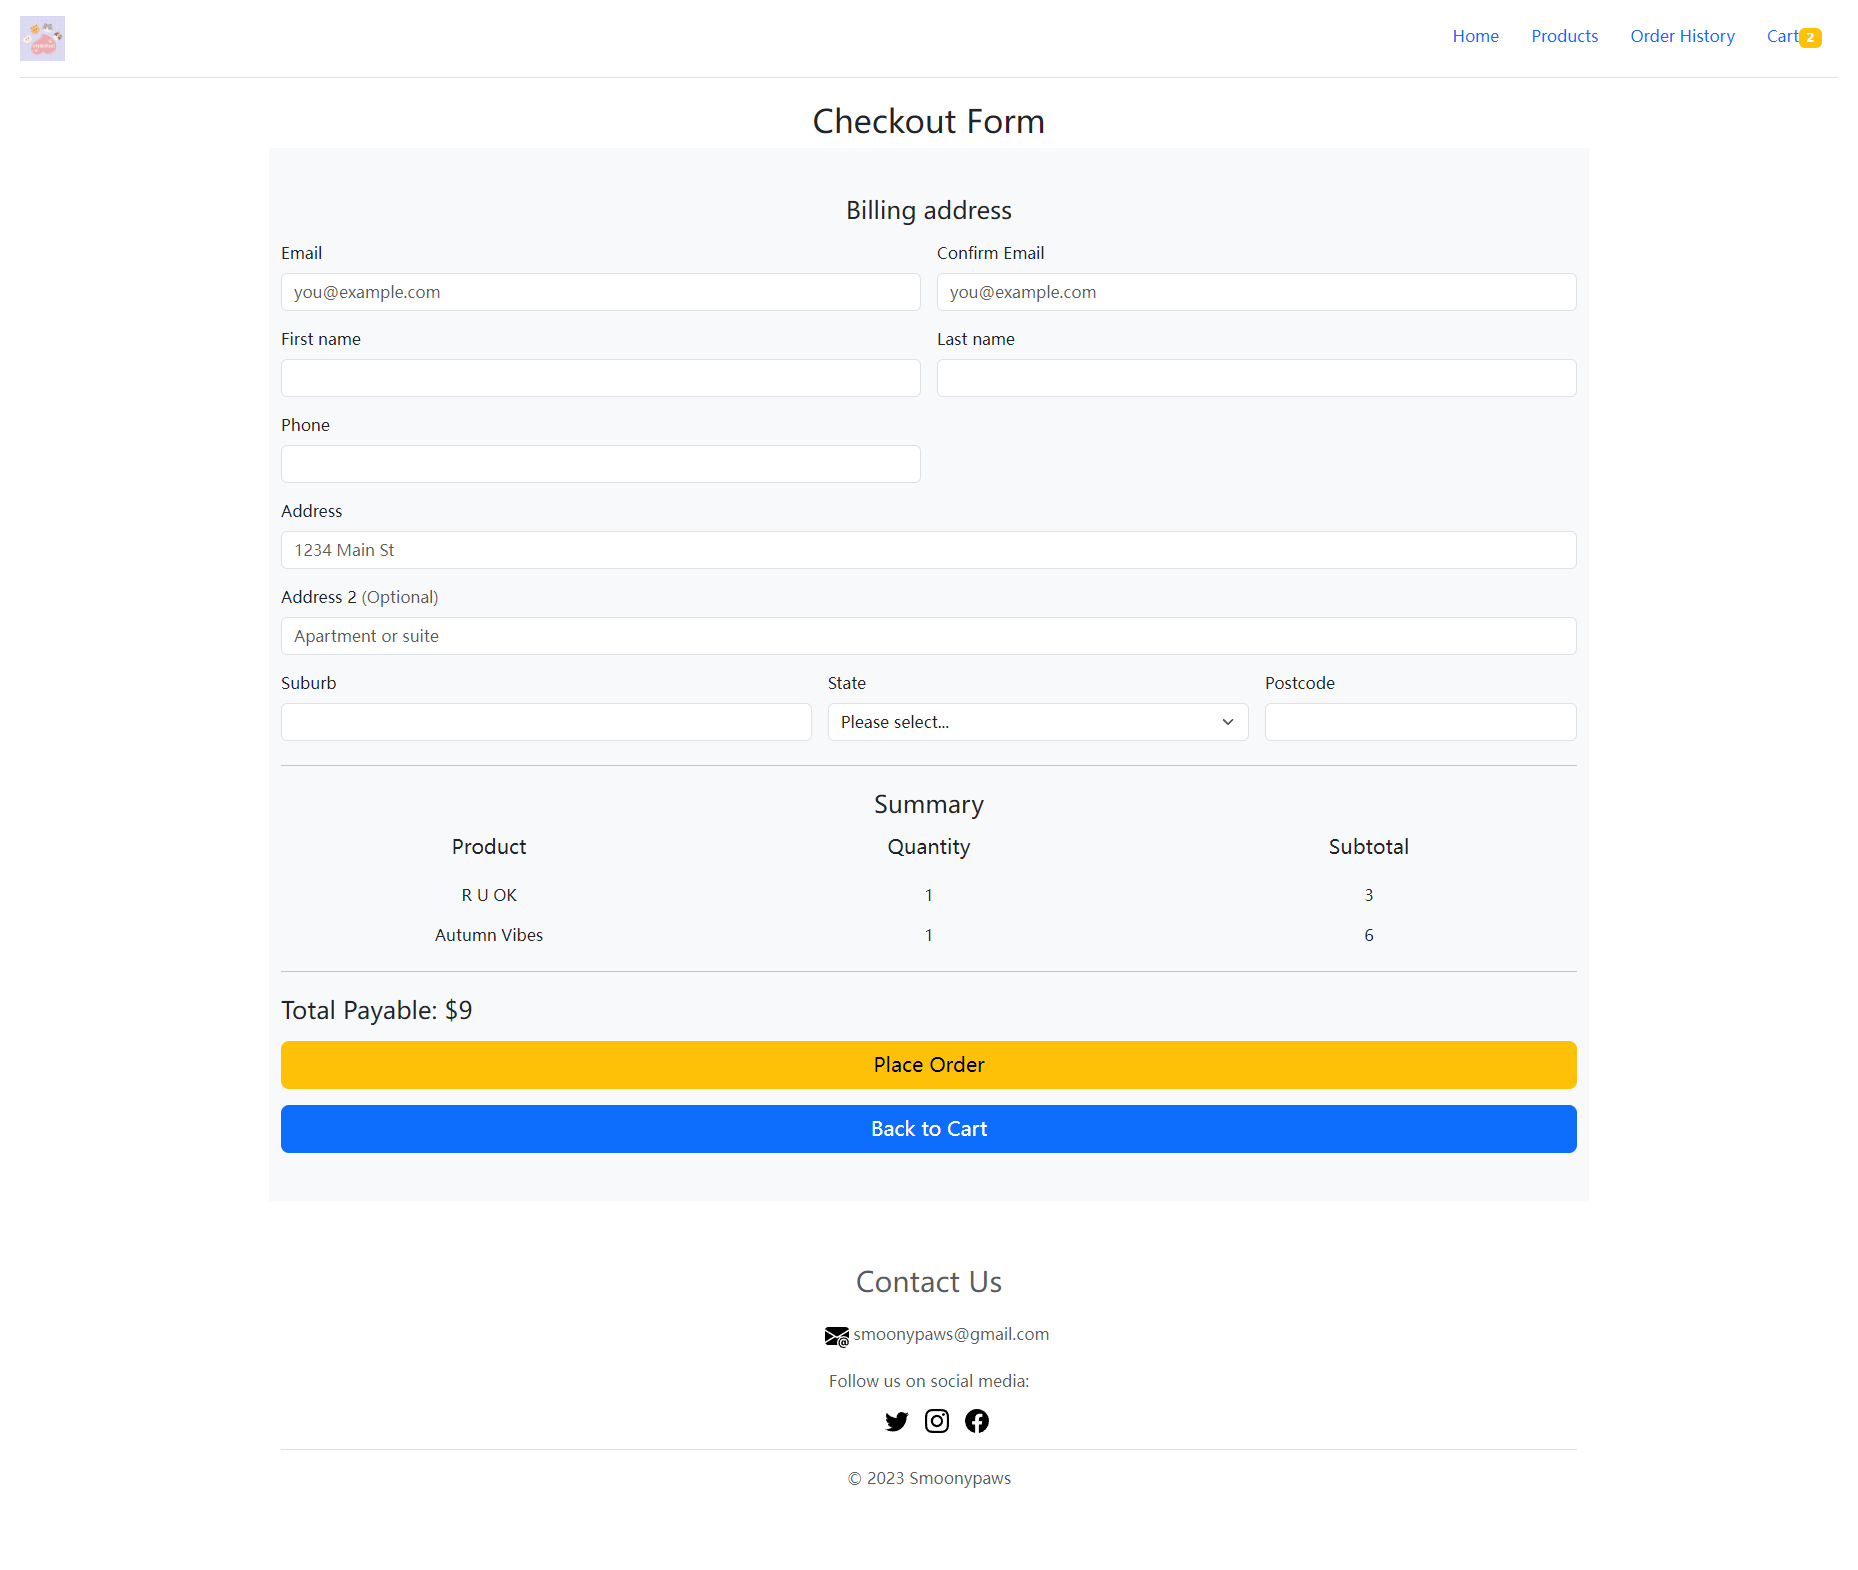 Home Products Order History Cart 2
Checkout Form
Billing address
Email Confirm Email
you@example.com you@example.com
First name Last name
Phone
Address
1234 Main St
Address 2 (Optional)
Apartment or suite
Suburb State Postcode
Please select...
Summary
Product Quantity Subtotal
R U OK 1 3
Autumn Vibes 1 6
Total Payable: $9
Place Order
Back to Cart
Contact Us
smoonypaws@gmail.com
Follow us on social media:
© 2023 Smoonypaws